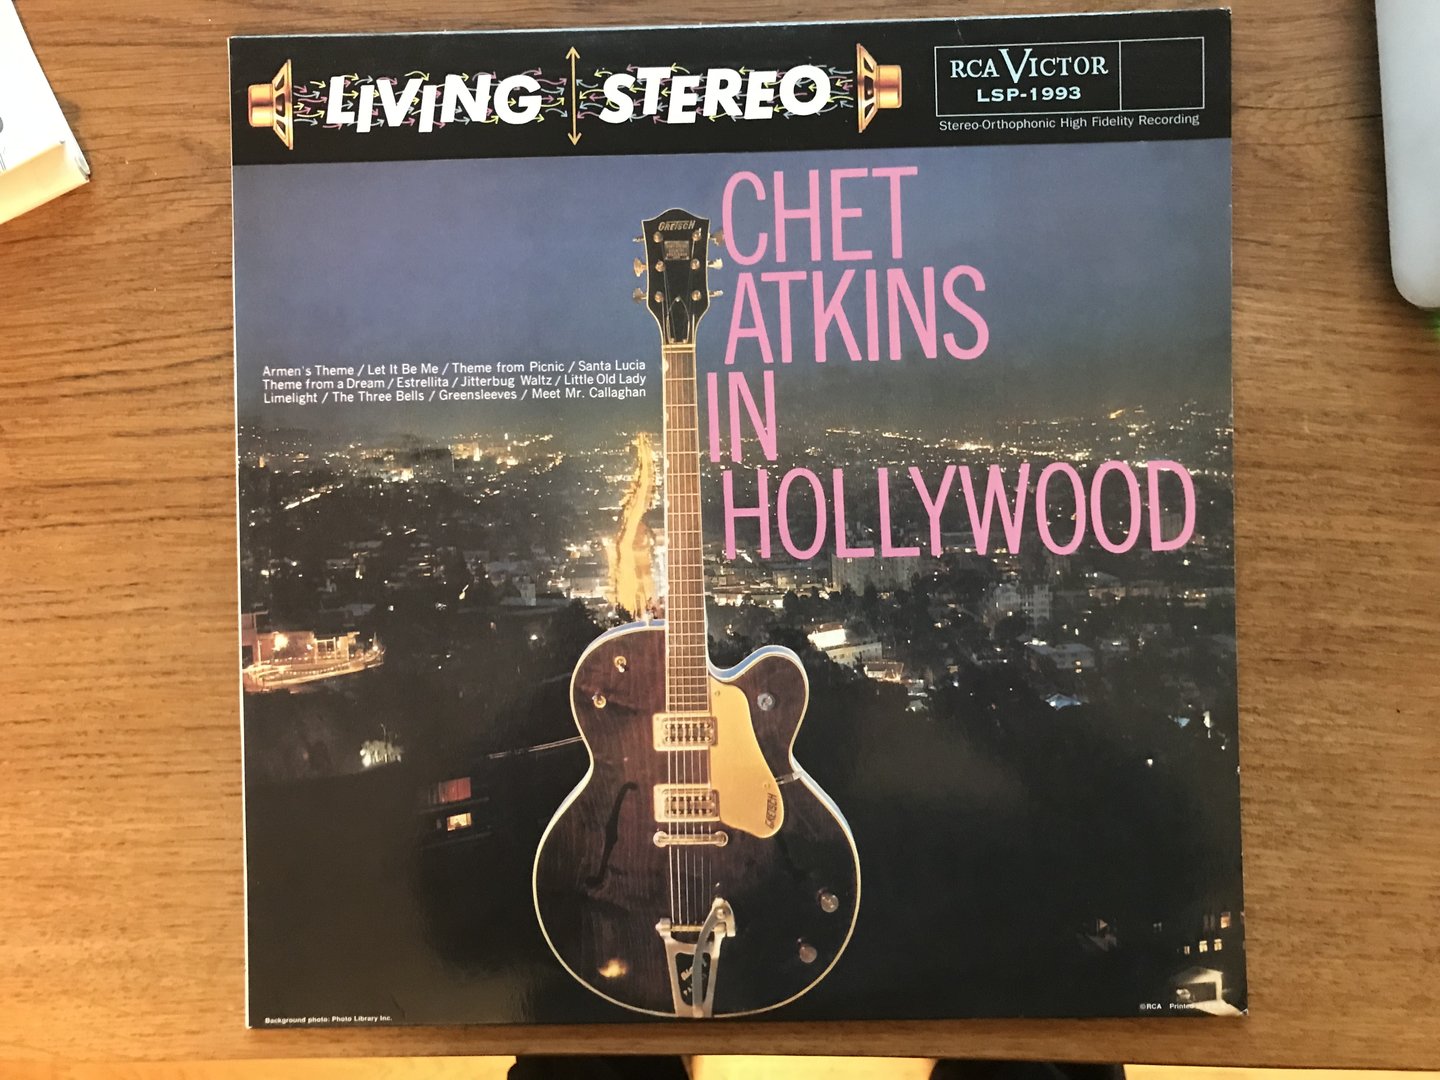 LIVING STEREO
RCA VICTOR
LSP-1993
Stereo-Orthophonic High Fidelity Recording
CHET
ATKINS
IN
HOLLYWOOD
GRETSCH
Armen's Theme / Let It Be Me / Theme from Picnic / Santa Lucia
Theme from a Dream / Estrellita / Jitterbug Waltz / Little Old Lady
Limelight / The Three Bells / Greensleeves / Meet Mr. Callaghan
GRETSCH
Background photo: Photo Library Inc.
©RCA Printed